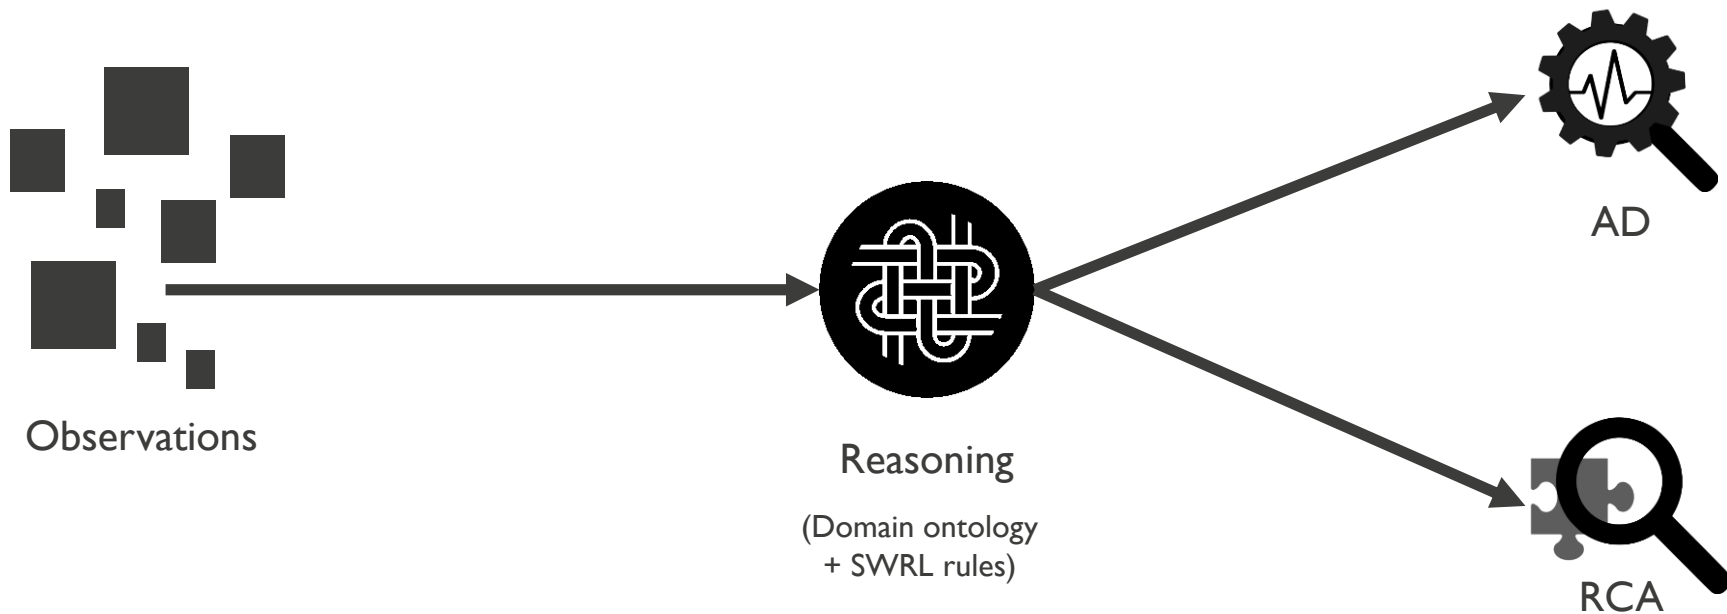 Observations
Reasoning
(Domain ontology
+ SWRL rules)
AD
RCA